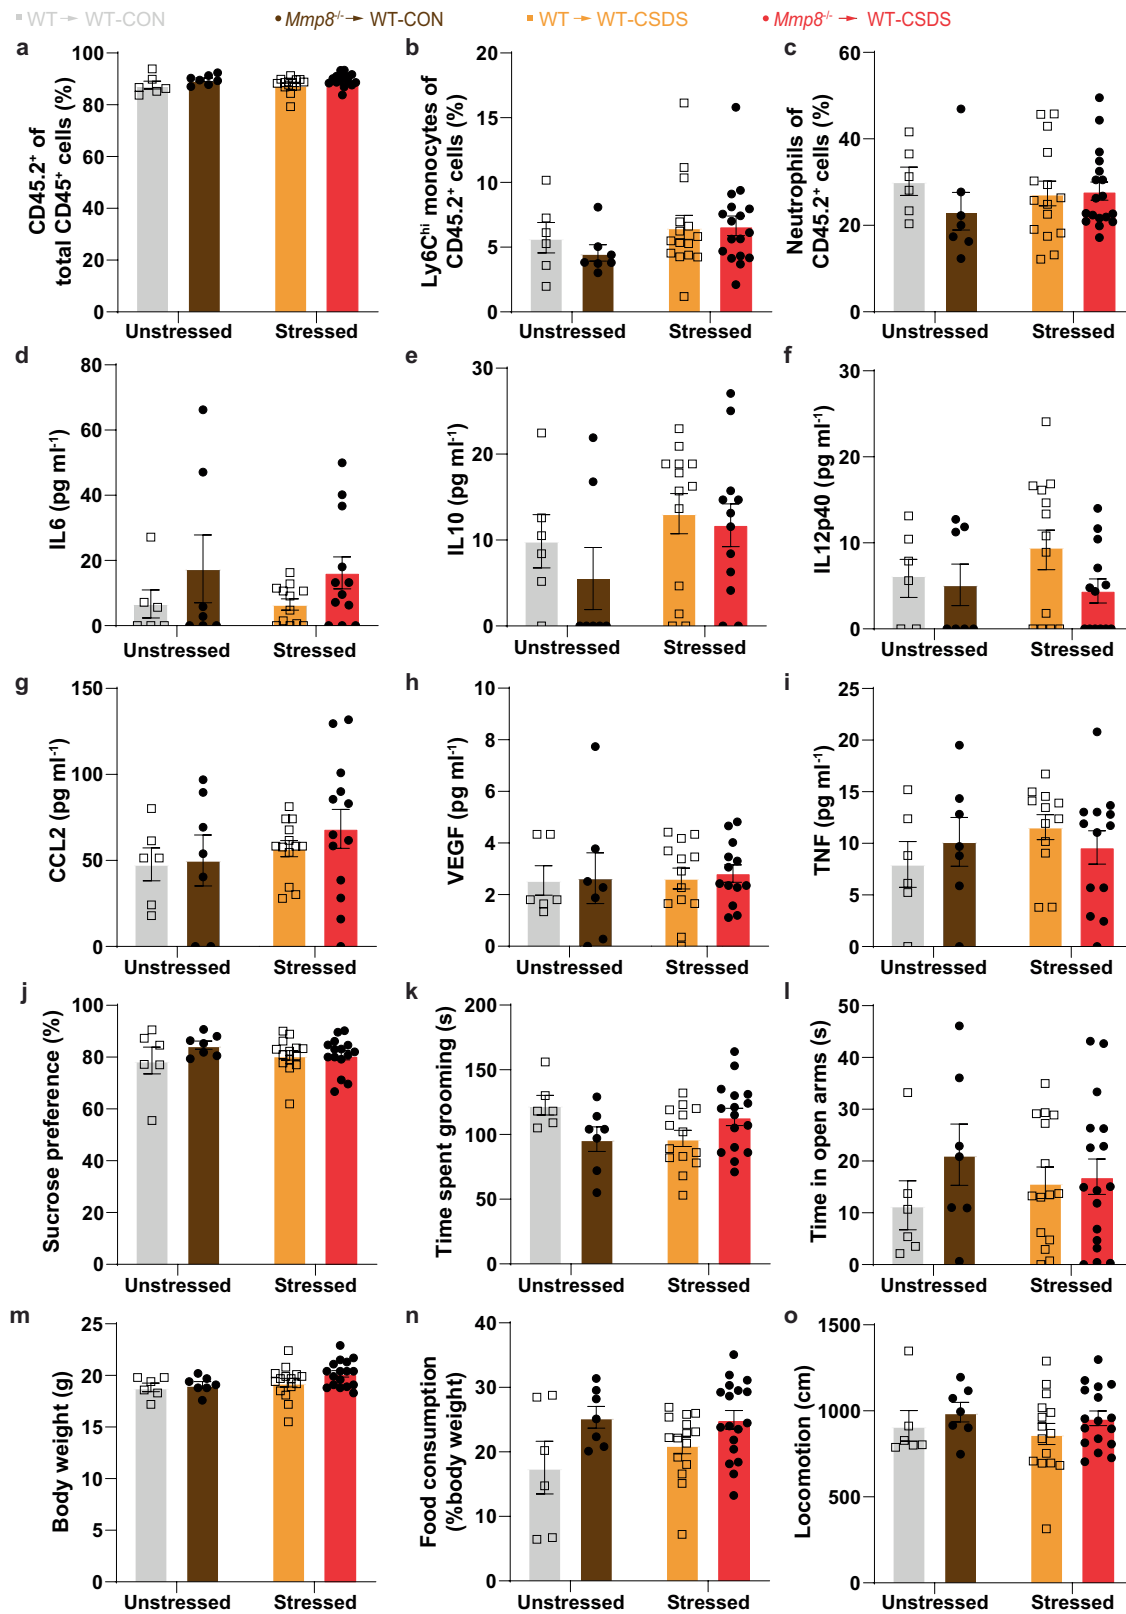 WT → WT-CON Mmp8-/- → WT-CON WT → WT-CSDS Mmp8-/- → WT-CSDS
a b c
CD45.2+ of
total CD45+ cells (%)
100
80
60
40
20
0
Unstressed Stressed
Ly6Chi monocytes of
CD45.2+ cells (%)
20
15
10
5
0
Unstressed Stressed
Neutrophils of
CD45.2+ cells (%)
60
40
20
0
Unstressed Stressed
d e f
IL6 (pg ml-1)
80
60
40
20
0
Unstressed Stressed
IL10 (pg ml-1)
30
20
10
0
Unstressed Stressed
IL12p40 (pg ml-1)
30
20
10
0
Unstressed Stressed
g h i
CCL2 (pg ml-1)
150
100
50
0
Unstressed Stressed
VEGF (pg ml-1)
10
8
6
4
2
0
Unstressed Stressed
TNF (pg ml-1)
25
20
15
10
5
0
Unstressed Stressed
j k l
Sucrose preference (%)
100
80
60
40
20
0
Unstressed Stressed
Time spent grooming (s)
200
150
100
50
0
Unstressed Stressed
Time in open arms (s)
50
40
30
20
10
0
Unstressed Stressed
m n o
Body weight (g)
25
20
15
10
5
0
Unstressed Stressed
Food consumption
(%body weight)
40
30
20
10
0
Unstressed Stressed
Locomotion (cm)
1500
1000
500
0
Unstressed Stressed